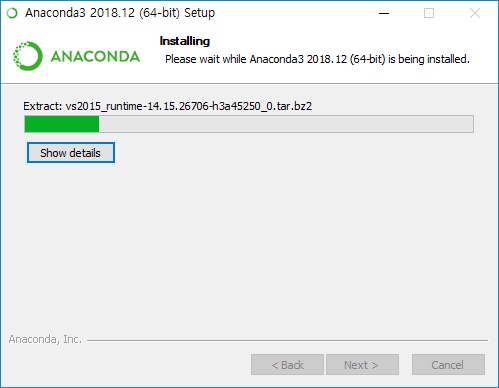 Anaconda3 2018.12 (64-bit) Setup
ANACONDA
Installing
Please wait while Anaconda3 2018.12 (64-bit) is being installed.
Extract: vs2015_runtime-14.15.26706-h3a45250_0.tar.bz2
Show details
Anaconda, Inc.
< Back
Next >
Cancel